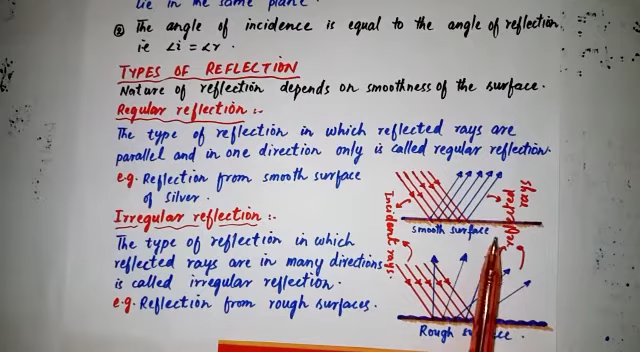 lie in the same plane.
② The angle of incidence is equal to the angle of reflection
ie ∠i = ∠r.
TYPES OF REFLECTION
Nature of reflection depends on smoothness of the surface.
Regular reflection :-
The type of reflection in which reflected rays are
parallel and in one direction only is called regular reflection.
e.g. Reflection from smooth surface
of silver.
Irregular reflection :-
The type of reflection in which
reflected rays are in many directions
is called irregular reflection.
e.g. Reflection from rough surfaces.
Incident rays.
reflected rays
smooth surface
Rough